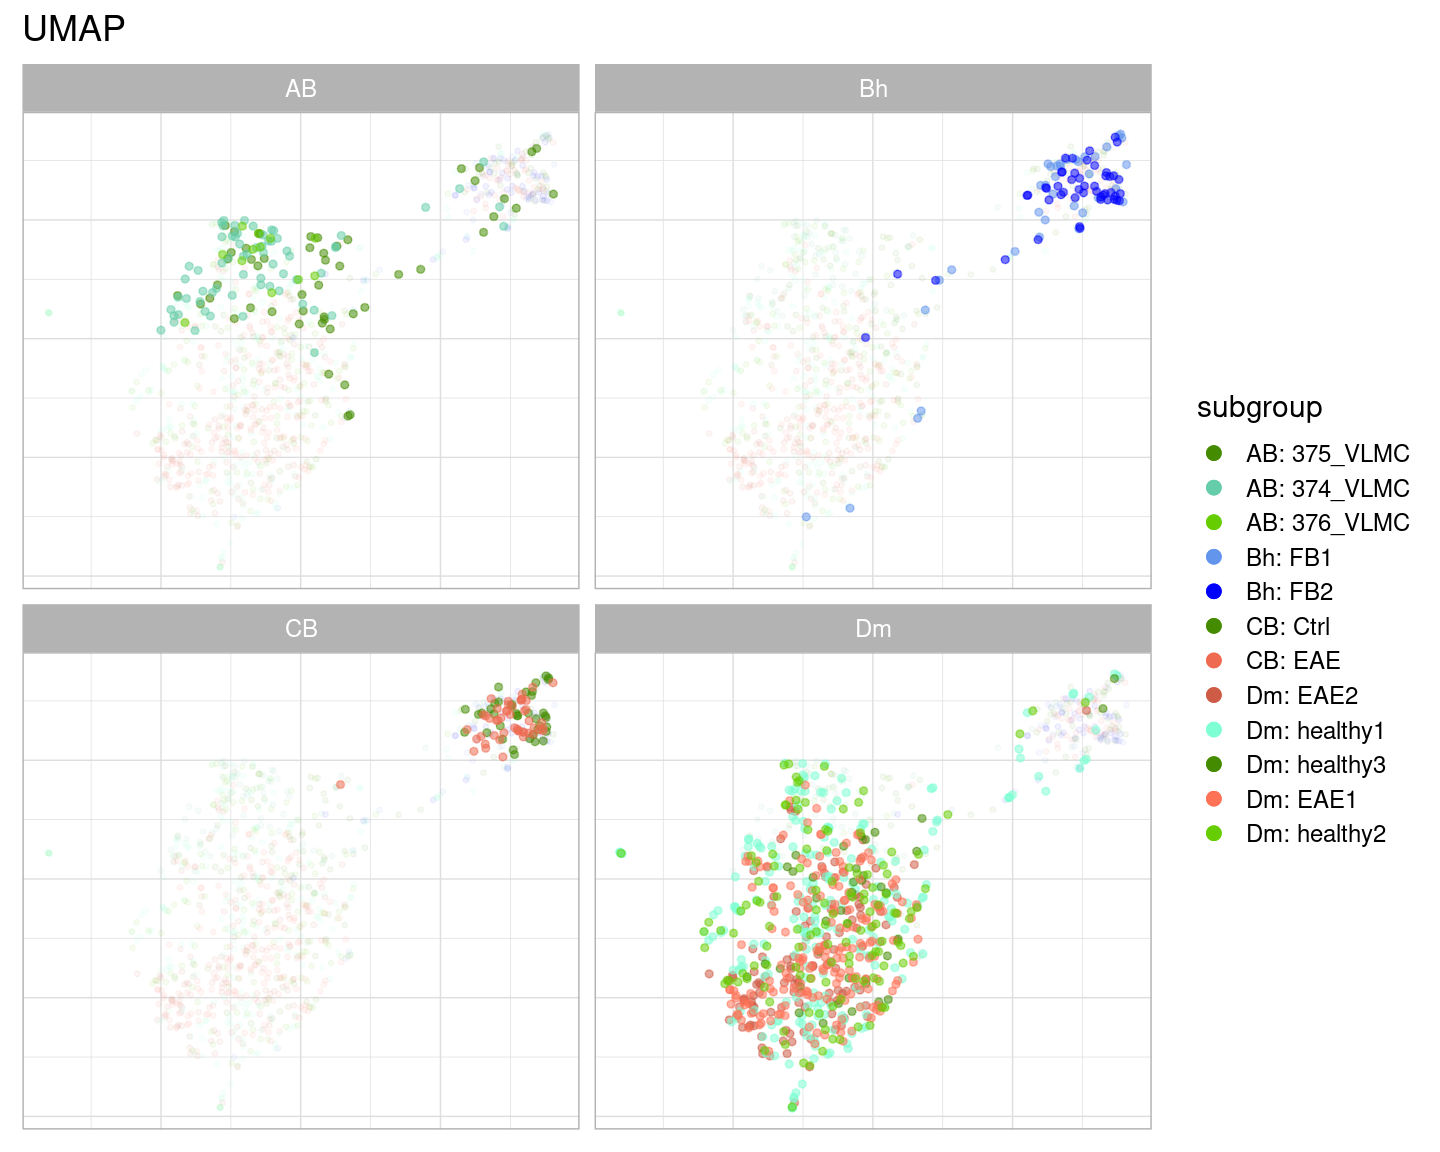 UMAP
AB
Bh
CB
Dm
subgroup
AB: 375_VLMC
AB: 374_VLMC
AB: 376_VLMC
Bh: FB1
Bh: FB2
CB: Ctrl
CB: EAE
Dm: EAE2
Dm: healthy1
Dm: healthy3
Dm: EAE1
Dm: healthy2